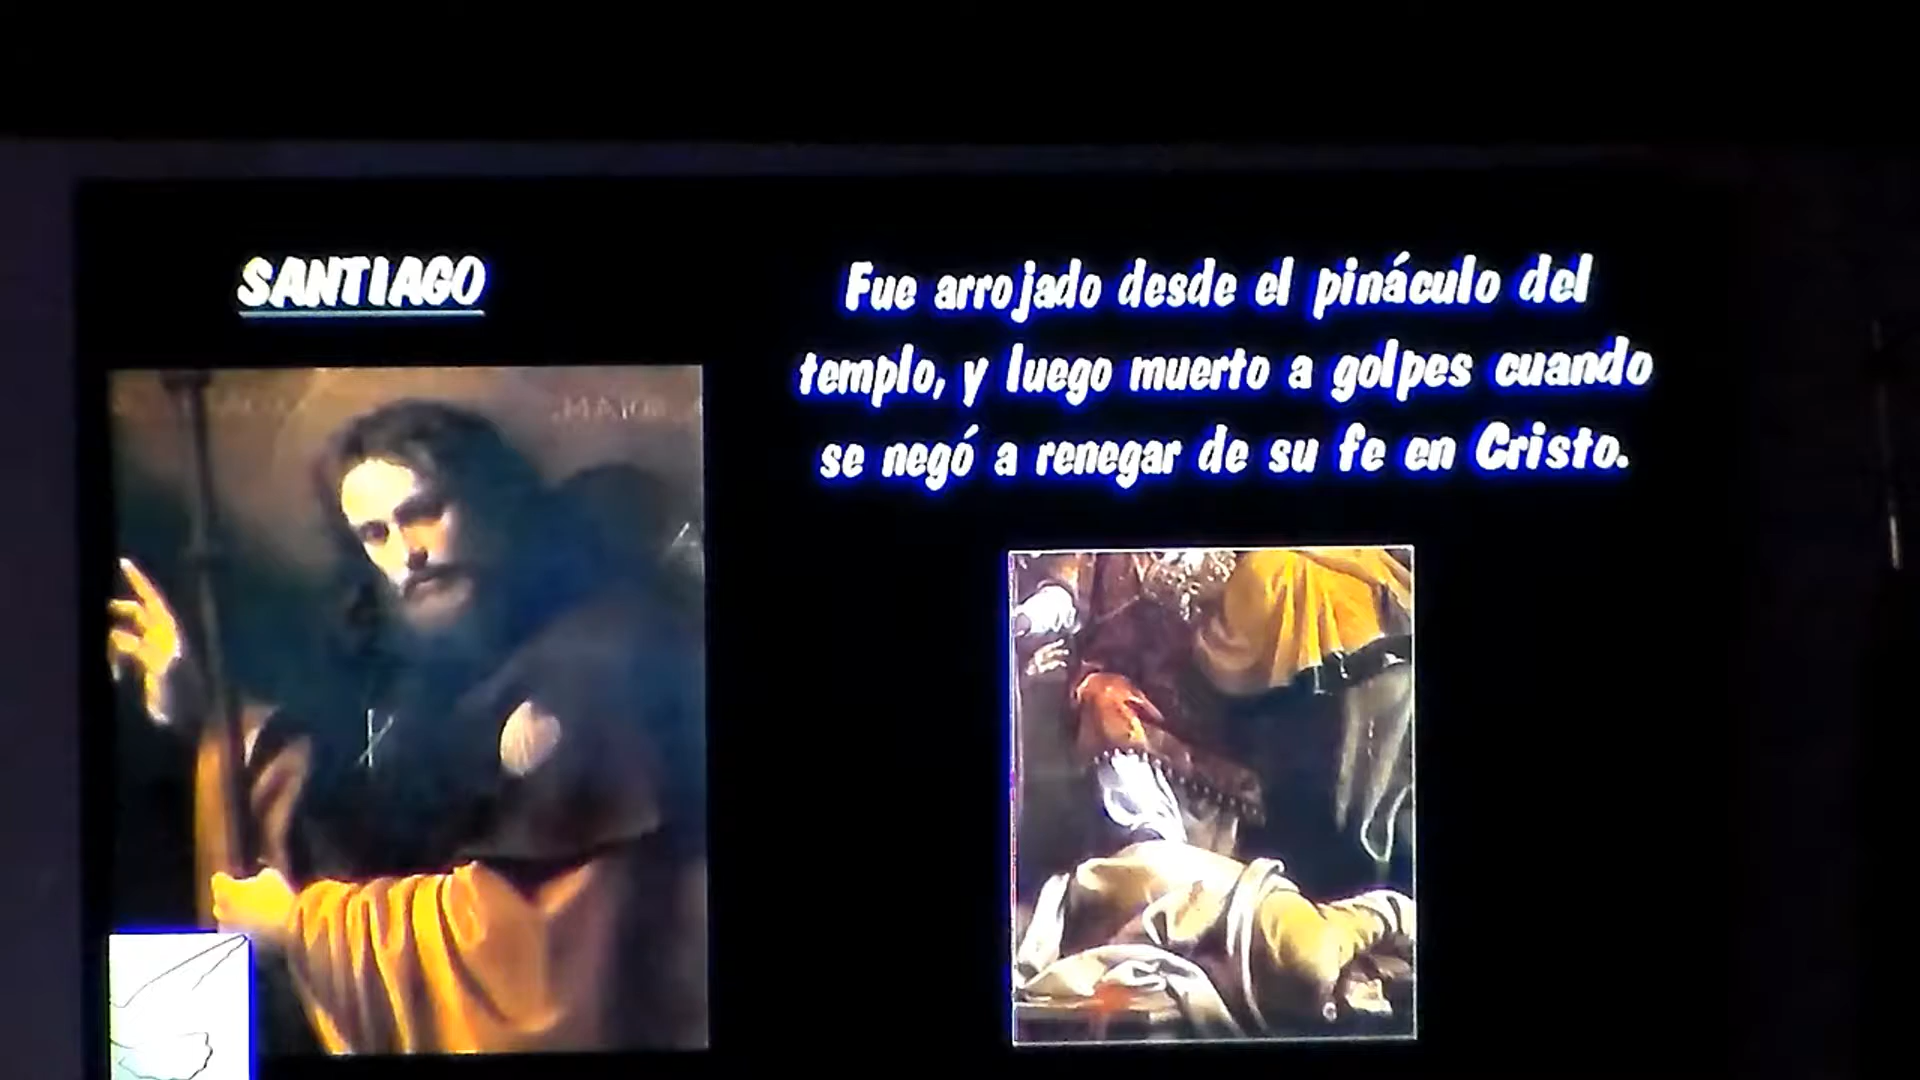 SANTIAGO
Fue arrojado desde el pináculo del
templo, y luego muerto a golpes cuando
se negó a renegar de su fe en Cristo.